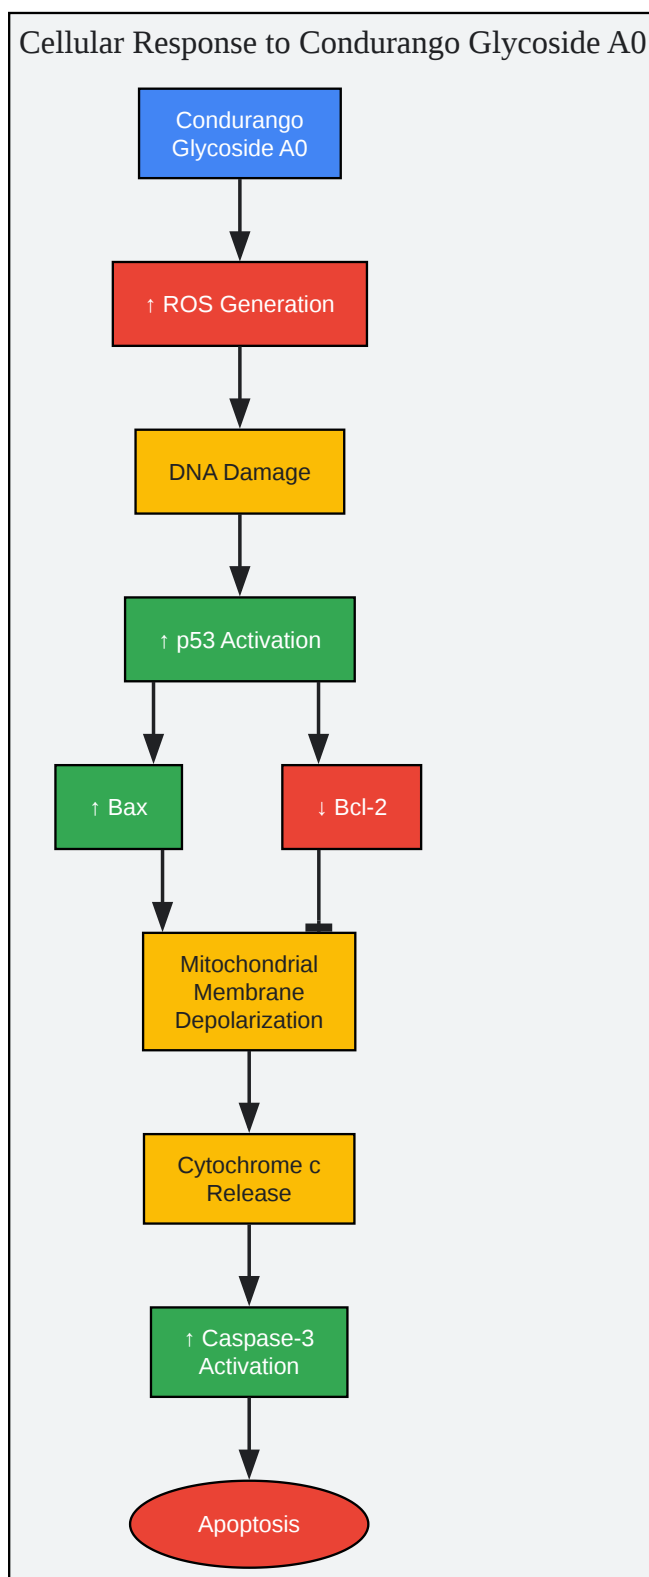 Cellular Response to Condurango Glycoside A0
Condurango
Glycoside A0
↑ ROS Generation
DNA Damage
↑ p53 Activation
↑ Bax
↓ Bcl-2
Mitochondrial
Membrane
Depolarization
Cytochrome c
Release
↑ Caspase-3
Activation
Apoptosis